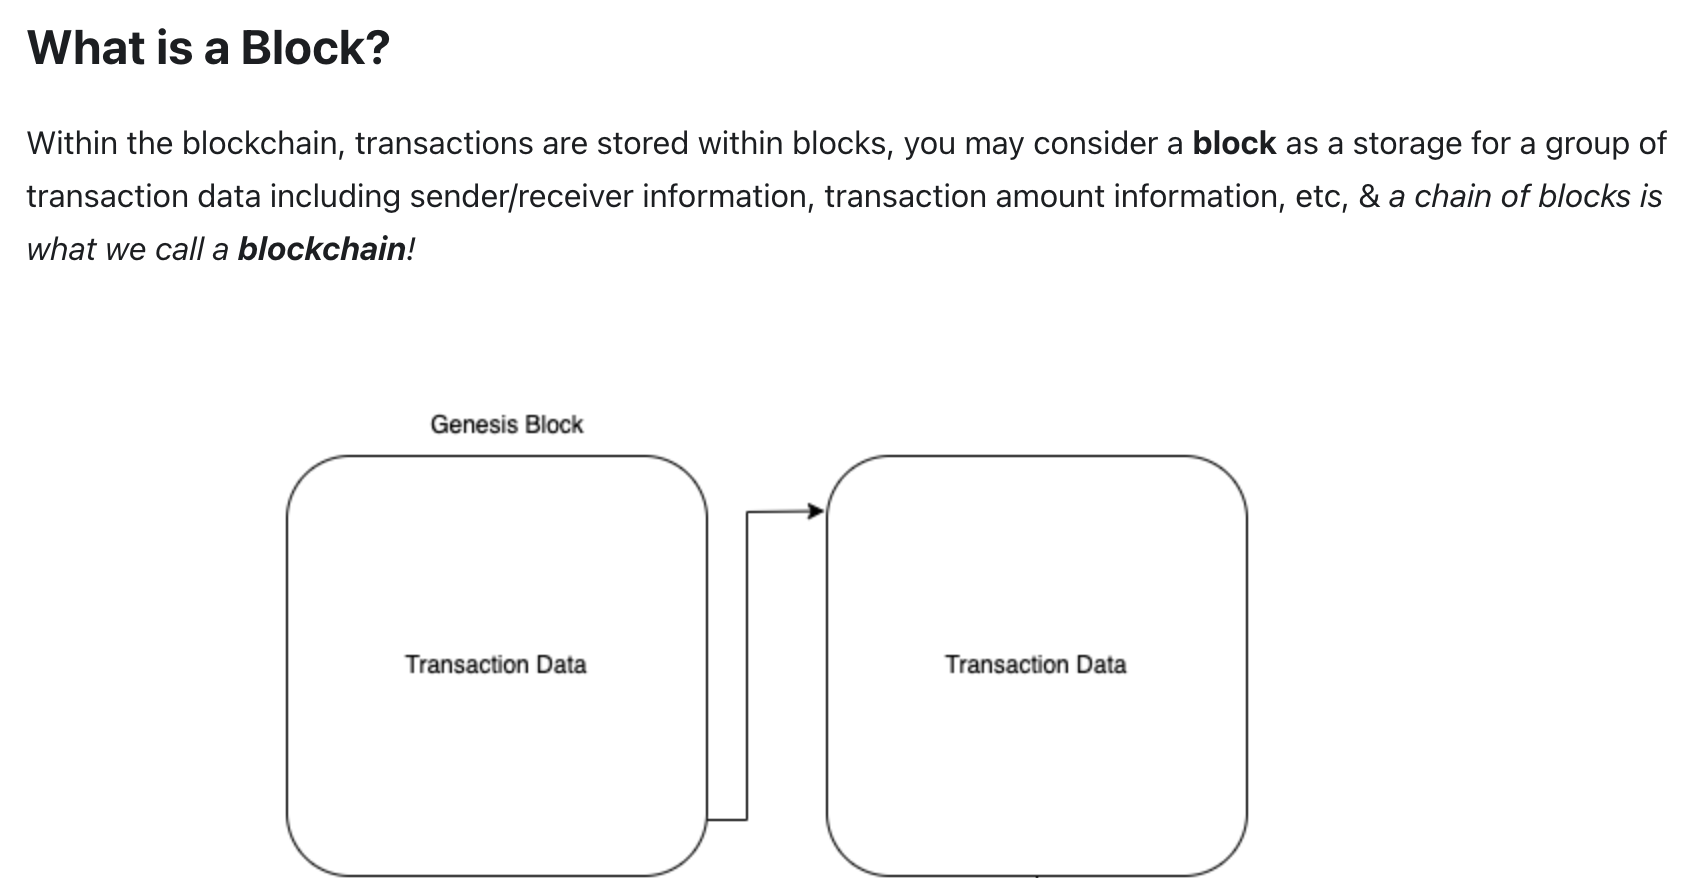 What is a Block?
Within the blockchain, transactions are stored within blocks, you may consider a block as a storage for a group of
transaction data including sender/receiver information, transaction amount information, etc, & a chain of blocks is
what we call a blockchain!
Genesis Block
Transaction Data
Transaction Data